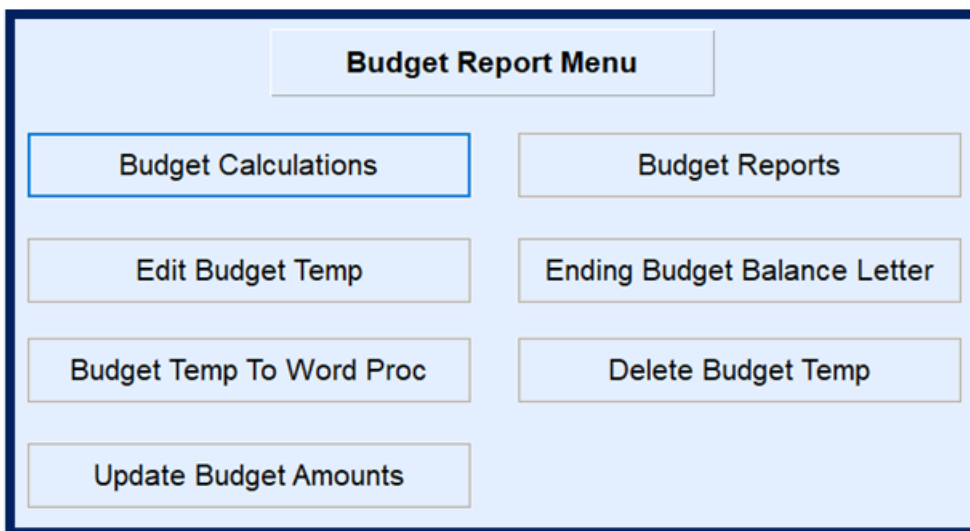 Budget Report Menu
Budget Calculations
Budget Reports
Edit Budget Temp
Ending Budget Balance Letter
Budget Temp To Word Proc
Delete Budget Temp
Update Budget Amounts